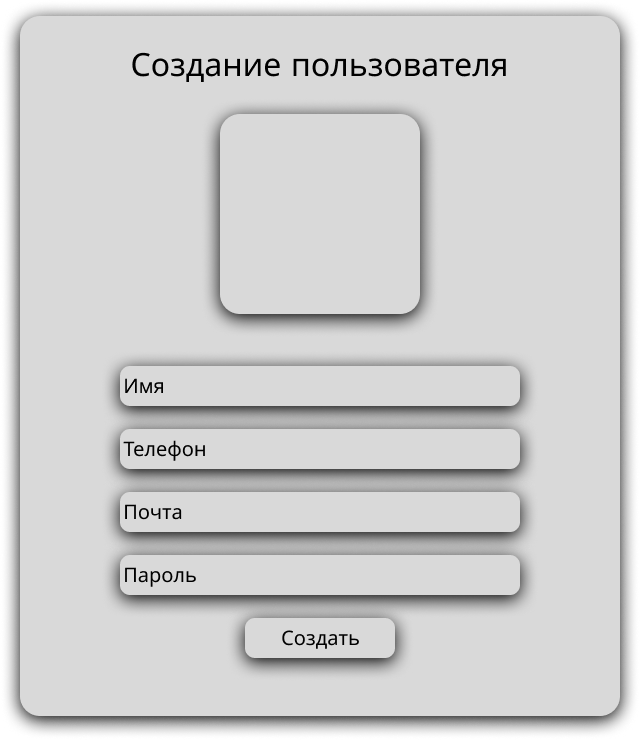 Создание пользователя
Имя
Телефон
Почта
Пароль
Создать